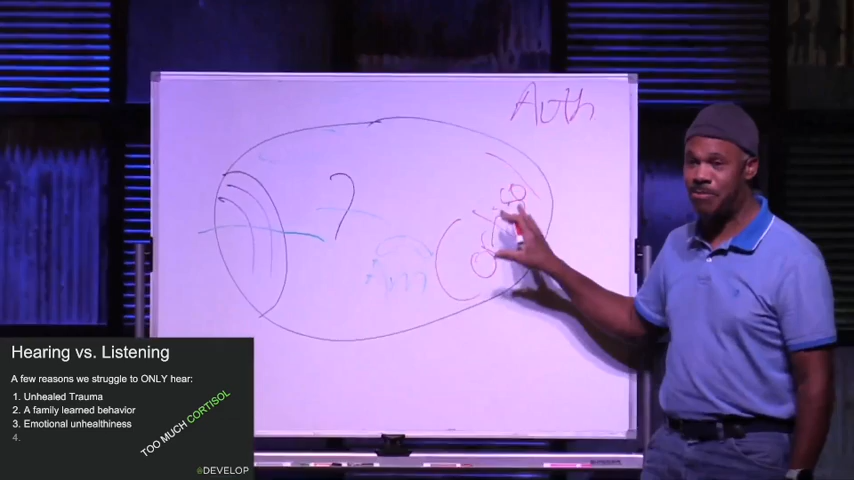 Auth
?
Hearing vs. Listening
A few reasons we struggle to ONLY hear:
1. Unhealed Trauma
2. A family learned behavior
3. Emotional unhealthiness
4.
TOO MUCH CORTISOL
DEVELOP